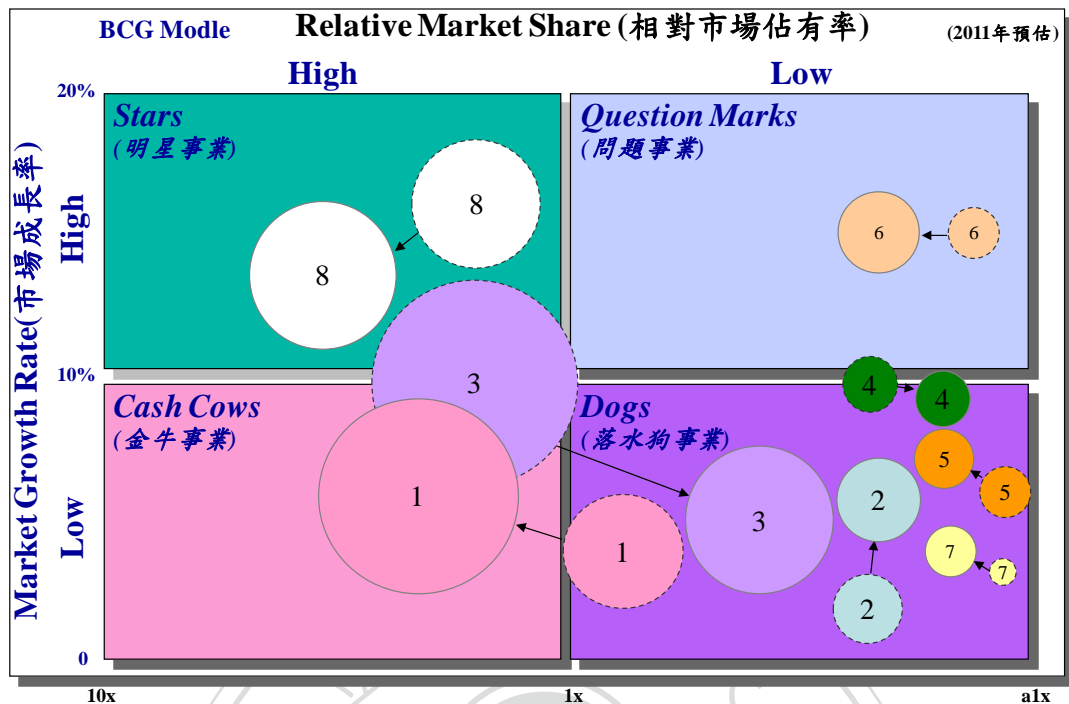 BCG Modle
Relative Market Share (相對市場佔有率)
(2011年預估)
High
Low
20%
10%
0
Market Growth Rate(市場成長率)
High
Low
Stars
(明星事業)
8
8
Question Marks
(問題事業)
6
6
3
4
4
Cash Cows
(金牛事業)
1
Dogs
(落水狗事業)
5
5
2
3
1
7
7
2
10x
1x
a1x